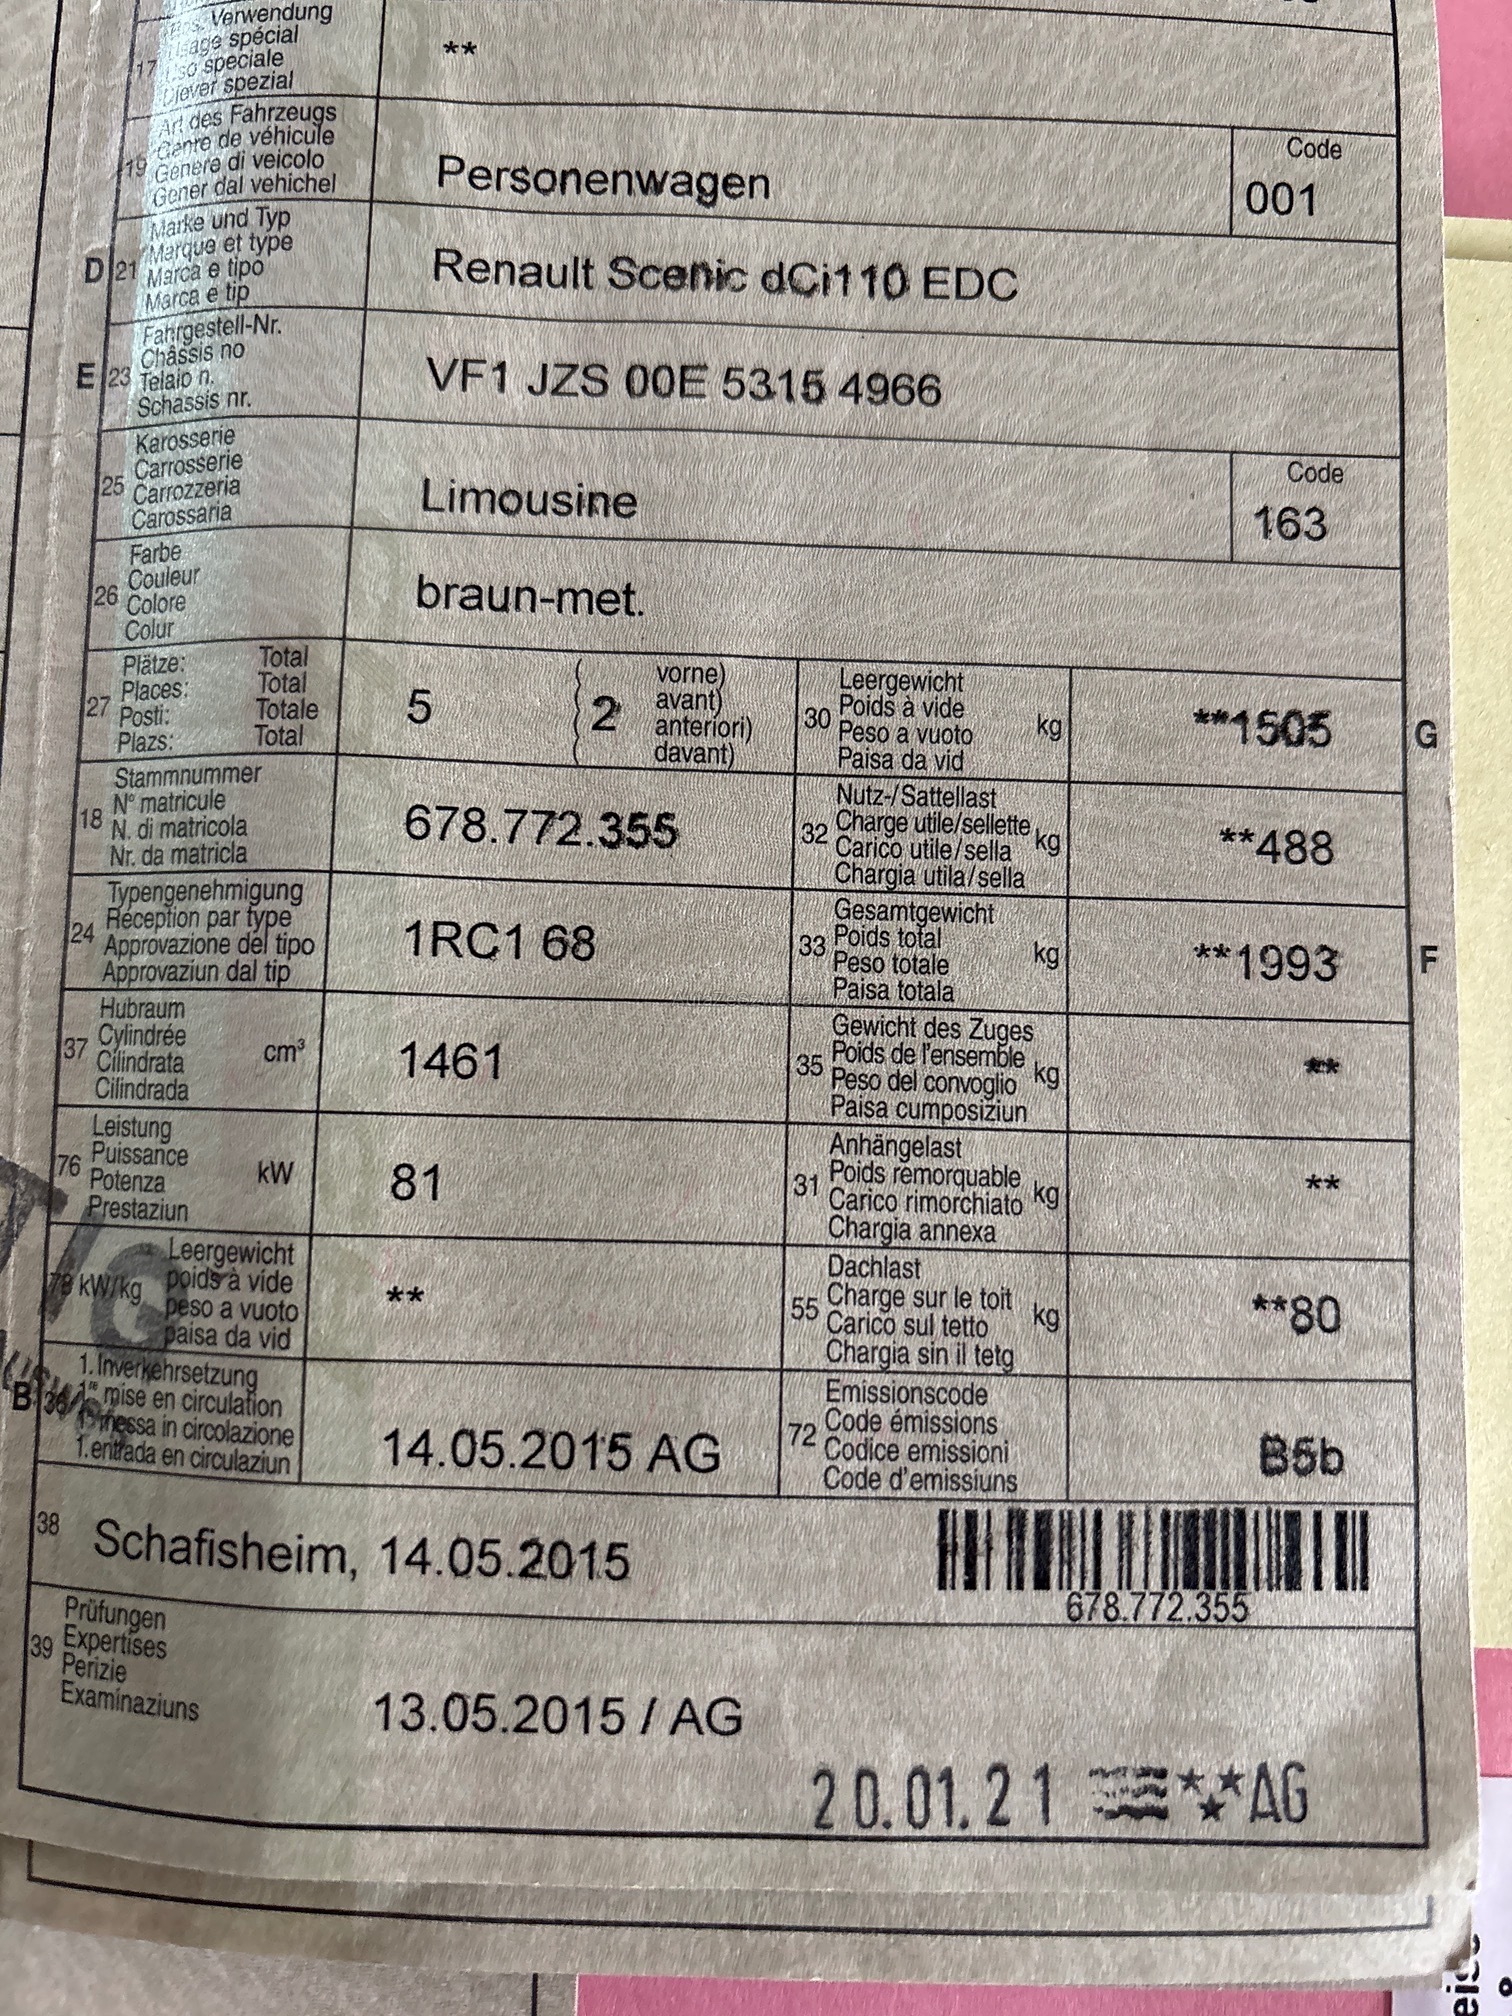 Verwendung
spécial
17 speciale
spezial
**
Art des Fahrzeugs
Genre de véhicule
19 Genere di veicolo
Gener dal vehichel
Personenwagen
Code
001
Marke und Typ
Marque et type
D 21 Marca e tipo
Marca e tip
Renault Scenic dCi110 EDC
Fahrgestell-Nr.
Châssis no
E 23 Telaio n.
Schassis nr.
VF1 JZS 00E 5315 4966
Karosserie
Carrosserie
25 Carrozzeria
Carossaria
Limousine
Code
163
Farbe
Couleur
26 Colore
Colur
braun-met.
Plätze: Total
Places: Total
27 Posti: Totale
Plazs: Total
5 ( 2 vorne)
avant)
anteriori)
davant)
Leergewicht
30 Poids à vide kg
Peso a vuoto
Paisa da vid
**1505 G
Stammnummer
N° matricule
18 N. di matricola
Nr. da matricla
678.772.355
Nutz-/Sattellast
Charge utile/sellette
32 Carico utile/sella kg
Chargia utila/sella
**488
Typengenehmigung
Réception par type
24 Approvazione del tipo
Approvaziun dal tip
1RC1 68
Gesamtgewicht
33 Poids total kg
Peso totale
Paisa totala
**1993 F
Hubraum
Cylindrée
37 Cilindrata cm³
Cilindrada
1461
Gewicht des Zuges
35 Poids de l'ensemble kg
Peso del convoglio
Paisa cumposiziun
**
Leistung
76 Puissance kW
Potenza
Prestaziun
81
Anhängelast
31 Poids remorquable kg
Carico rimorchiato
Chargia annexa
**
Leergewicht
78 kW/kg poids à vide
peso a vuoto
paisa da vid
**
Dachlast
55 Charge sur le toit kg
Carico sul tetto
Chargia sin il tetg
**80
1. Inverkehrsetzung
B 36 1re mise en circulation
messa in circolazione
1. entrada en circulaziun
14.05.2015 AG
Emissionscode
72 Code émissions
Codice emissioni
Code d'emissiuns
B5b
38 Schafisheim, 14.05.2015
678.772.355
Prüfungen
39 Expertises
Perizie
Examinaziuns
13.05.2015 / AG
20.01.21 ***AG